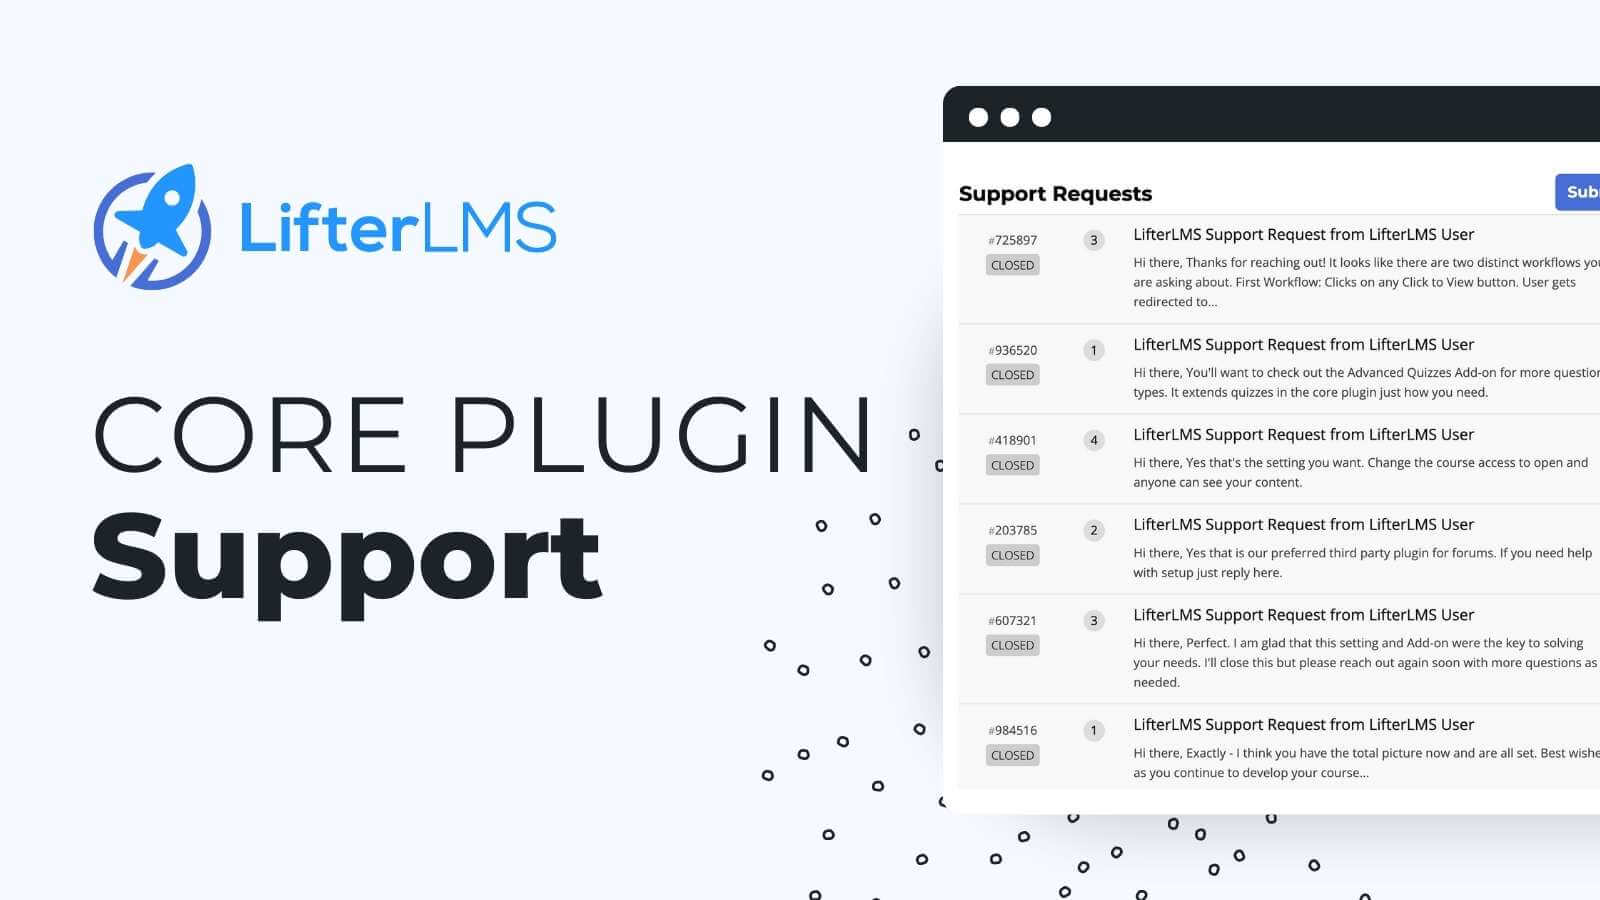 LifterLMS
CORE PLUGIN
Support
Support Requests
#725897
CLOSED
3
LifterLMS Support Request from LifterLMS User
Hi there, Thanks for reaching out! It looks like there are two distinct workflows you
are asking about. First Workflow: Clicks on any Click to View button. User gets
redirected to...
#936520
CLOSED
1
LifterLMS Support Request from LifterLMS User
Hi there, You'll want to check out the Advanced Quizzes Add-on for more question
types. It extends quizzes in the core plugin just how you need.
#418901
CLOSED
4
LifterLMS Support Request from LifterLMS User
Hi there, Yes that's the setting you want. Change the course access to open and
anyone can see your content.
#203785
CLOSED
2
LifterLMS Support Request from LifterLMS User
Hi there, Yes that is our preferred third party plugin for forums. If you need help
with setup just reply here.
#607321
CLOSED
3
LifterLMS Support Request from LifterLMS User
Hi there, Perfect. I am glad that this setting and Add-on were the key to solving
your needs. I'll close this but please reach out again soon with more questions as
needed.
#984516
CLOSED
1
LifterLMS Support Request from LifterLMS User
Hi there, Exactly - I think you have the total picture now and are all set. Best wishe
as you continue to develop your course...